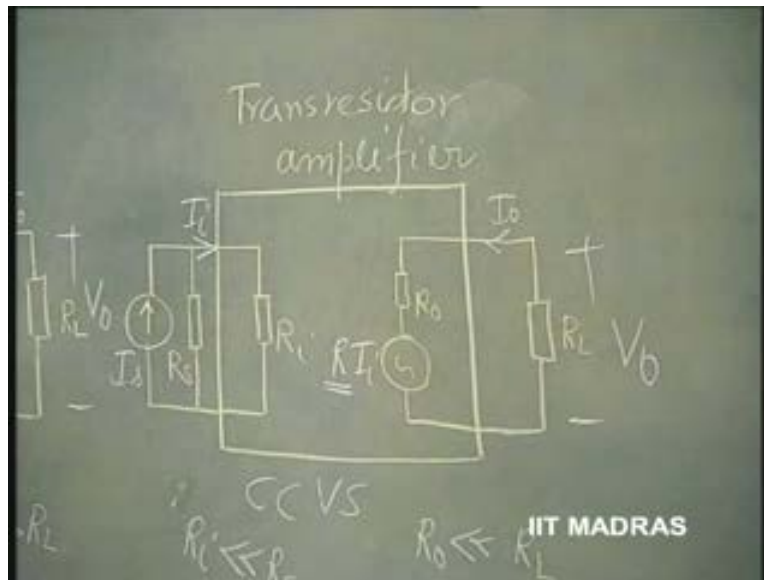 Transresistor
amplifier
Ii
Io
RL
Vo
Is
Rs
Ri
RIi
Ro
RL
Vo
CCVS
RL
Ri <<
Ro << RL
IIT MADRAS